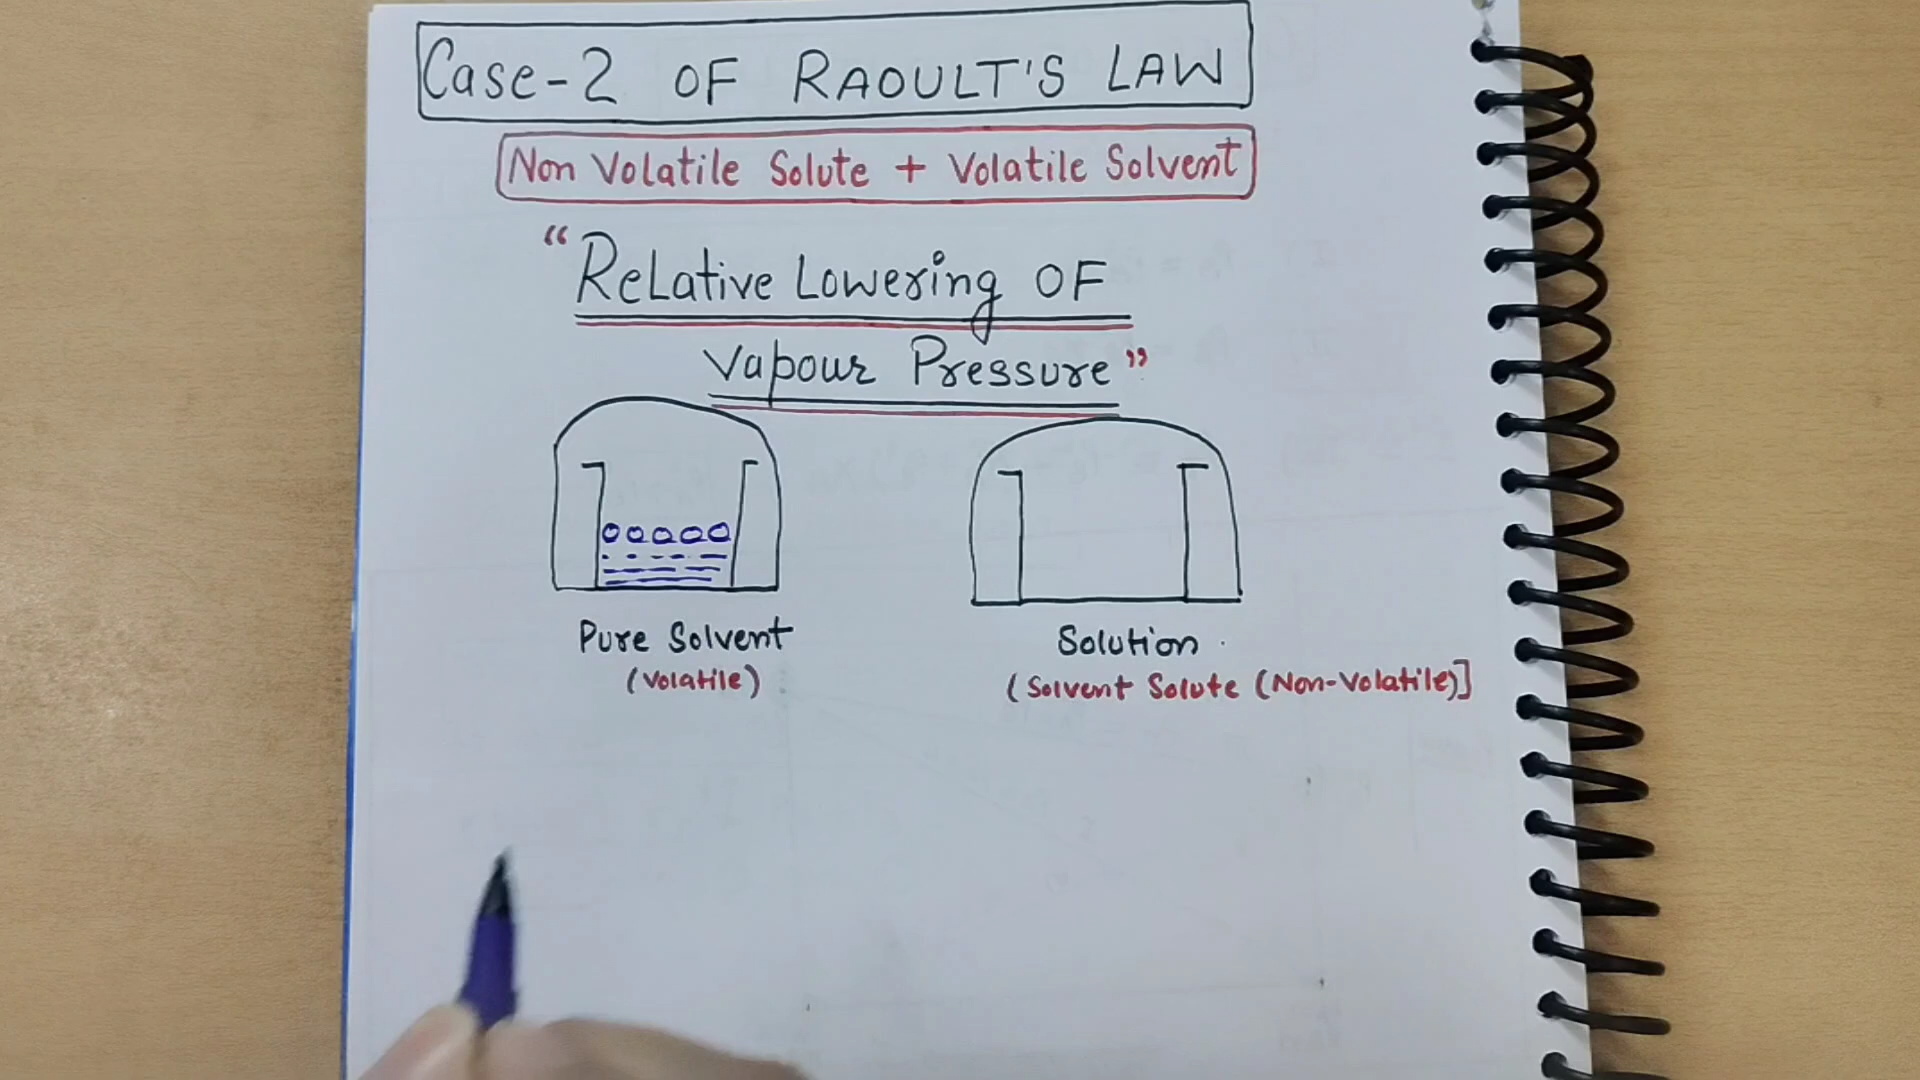 Case-2 OF RAOULT'S LAW
Non Volatile Solute + Volatile Solvent
"Relative Lowering OF
Vapour Pressure"
Pure Solvent
(Volatile)
Solution
(Solvent Solute (Non-Volatile)]